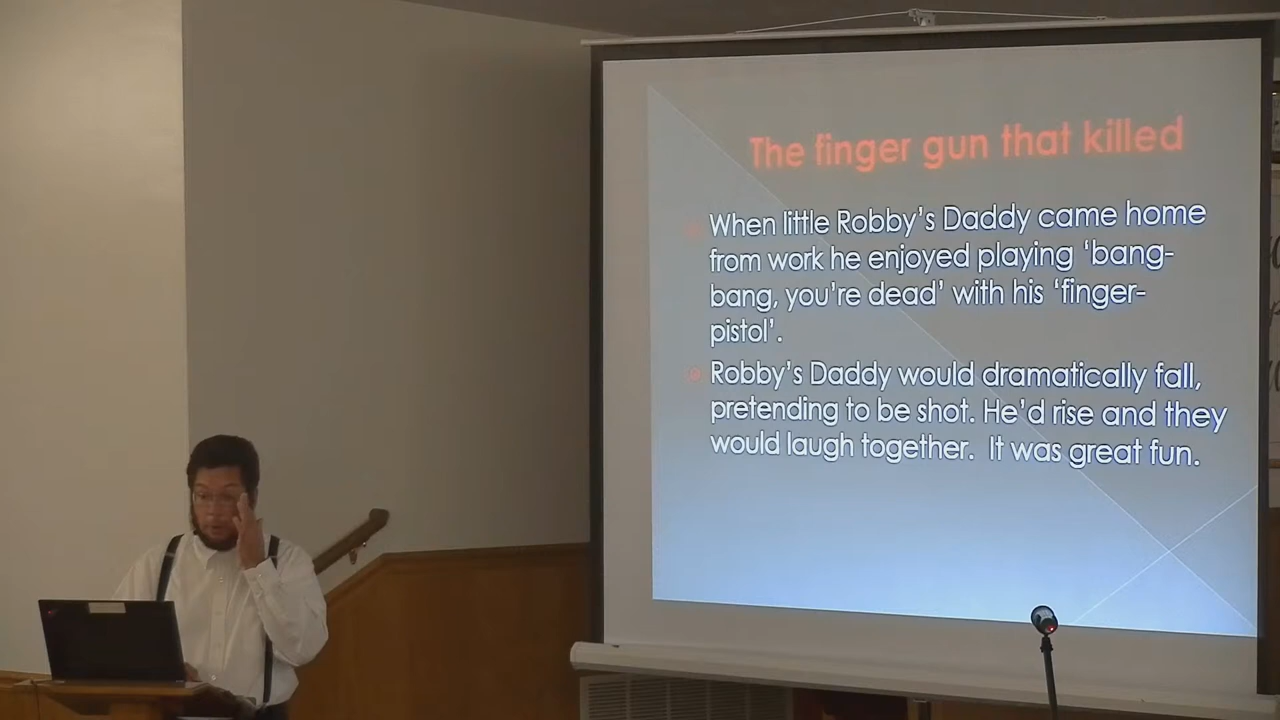 The finger gun that killed
When little Robby's Daddy came home
from work he enjoyed playing 'bang-
bang, you're dead' with his 'finger-
pistol'.
Robby's Daddy would dramatically fall,
pretending to be shot. He'd rise and they
would laugh together. It was great fun.